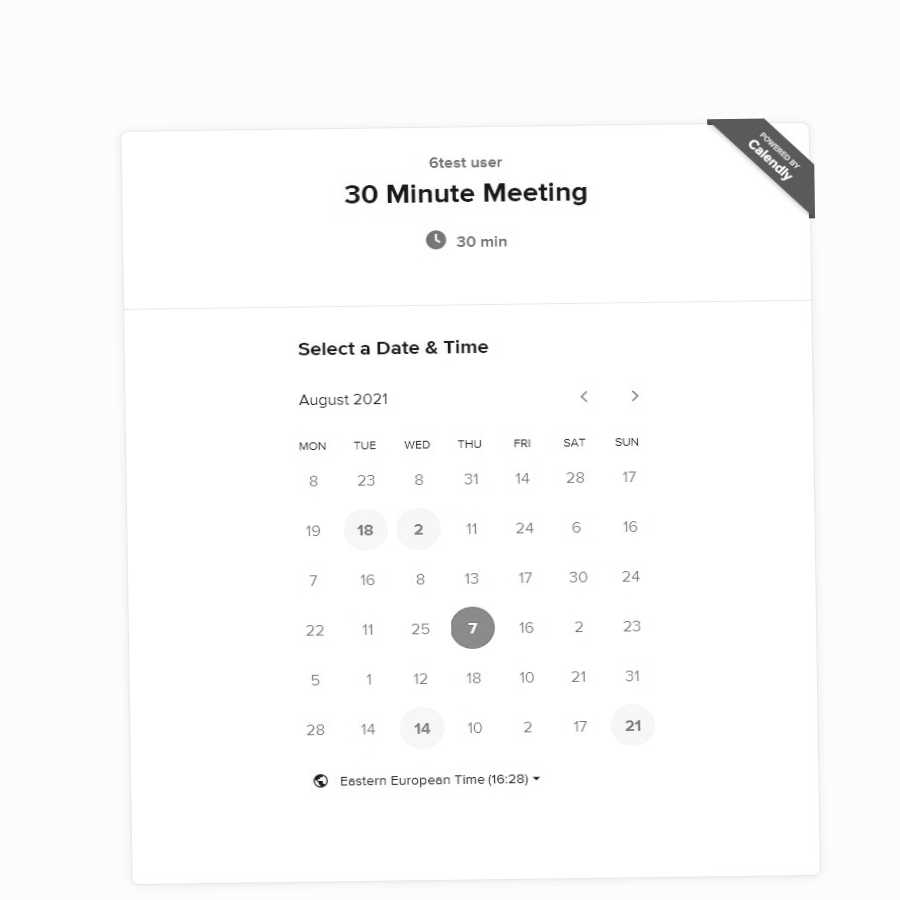 POWERED BY
Calendly
6test user
30 Minute Meeting
30 min
Select a Date & Time
August 2021
MON TUE WED THU FRI SAT SUN
8 23 8 31 14 28 17
19 18 2 11 24 6 16
7 16 8 13 17 30 24
22 11 25 7 16 2 23
5 1 12 18 10 21 31
28 14 14 10 2 17 21
Eastern European Time (16:28)